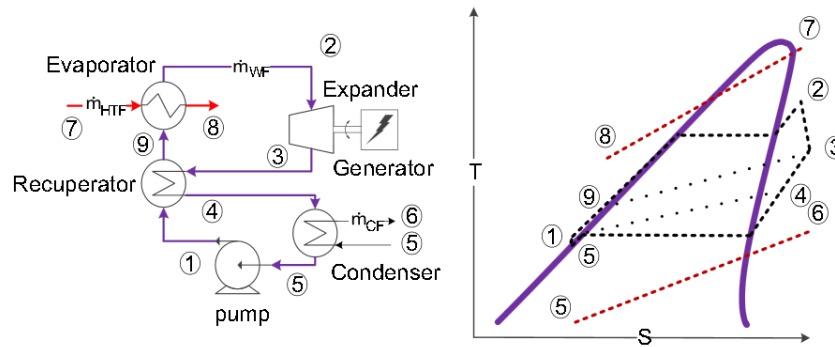 ②
Evaporator
ṁWF
Expander
ṁHTF
⑦
⑧
⑨
③
Generator
Recuperator
④
ṁCF
⑥
⑤
①
⑤
Condenser
pump
⑦
②
⑧
T
③
⑨
④
⑥
①
⑤
⑤
S